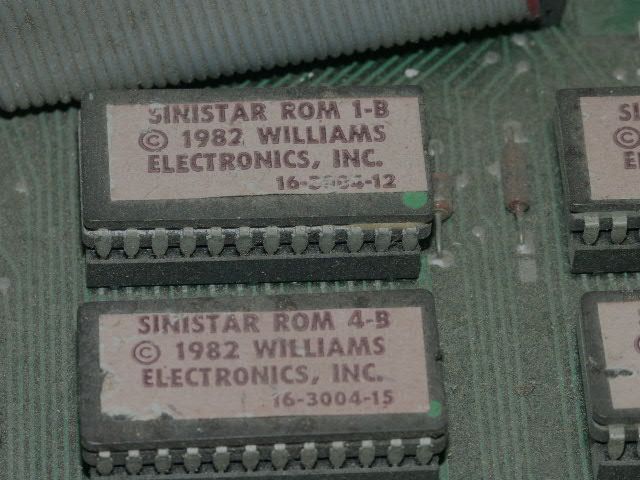 SINISTAR ROM 1-B
© 1982 WILLIAMS
ELECTRONICS, INC.
16-3004-12
SINISTAR ROM 4-B
© 1982 WILLIAMS
ELECTRONICS, INC.
16-3004-15
SI
©
E